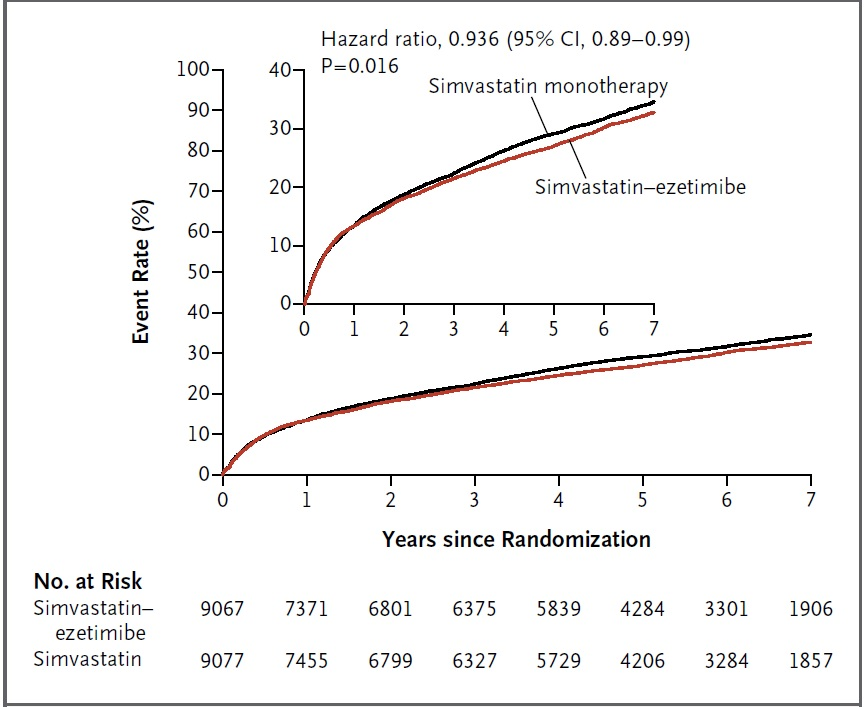 Hazard ratio, 0.936 (95% CI, 0.89–0.99)
P=0.016
Simvastatin monotherapy
Simvastatin–ezetimibe
40
30
20
10
0
0 1 2 3 4 5 6 7
Event Rate (%)
100
90
80
70
60
50
40
30
20
10
0
0 1 2 3 4 5 6 7
Years since Randomization
No. at Risk
Simvastatin– 9067 7371 6801 6375 5839 4284 3301 1906
ezetimibe
Simvastatin 9077 7455 6799 6327 5729 4206 3284 1857